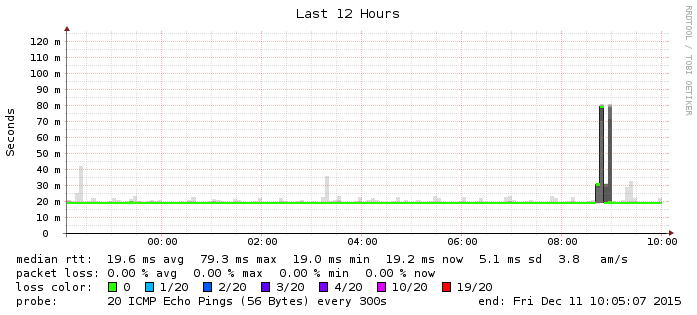 Last 12 Hours
RRDTOOL / TOBI OETIKER
Seconds
120 m
110 m
100 m
90 m
80 m
70 m
60 m
50 m
40 m
30 m
20 m
10 m
0
00:00 02:00 04:00 06:00 08:00 10:00
median rtt: 19.6 ms avg 79.3 ms max 19.0 ms min 19.2 ms now 5.1 ms sd 3.8 am/s
packet loss: 0.00 % avg 0.00 % max 0.00 % min 0.00 % now
loss color: 0 1/20 2/20 3/20 4/20 10/20 19/20
probe: 20 ICMP Echo Pings (56 Bytes) every 300s end: Fri Dec 11 10:05:07 2015